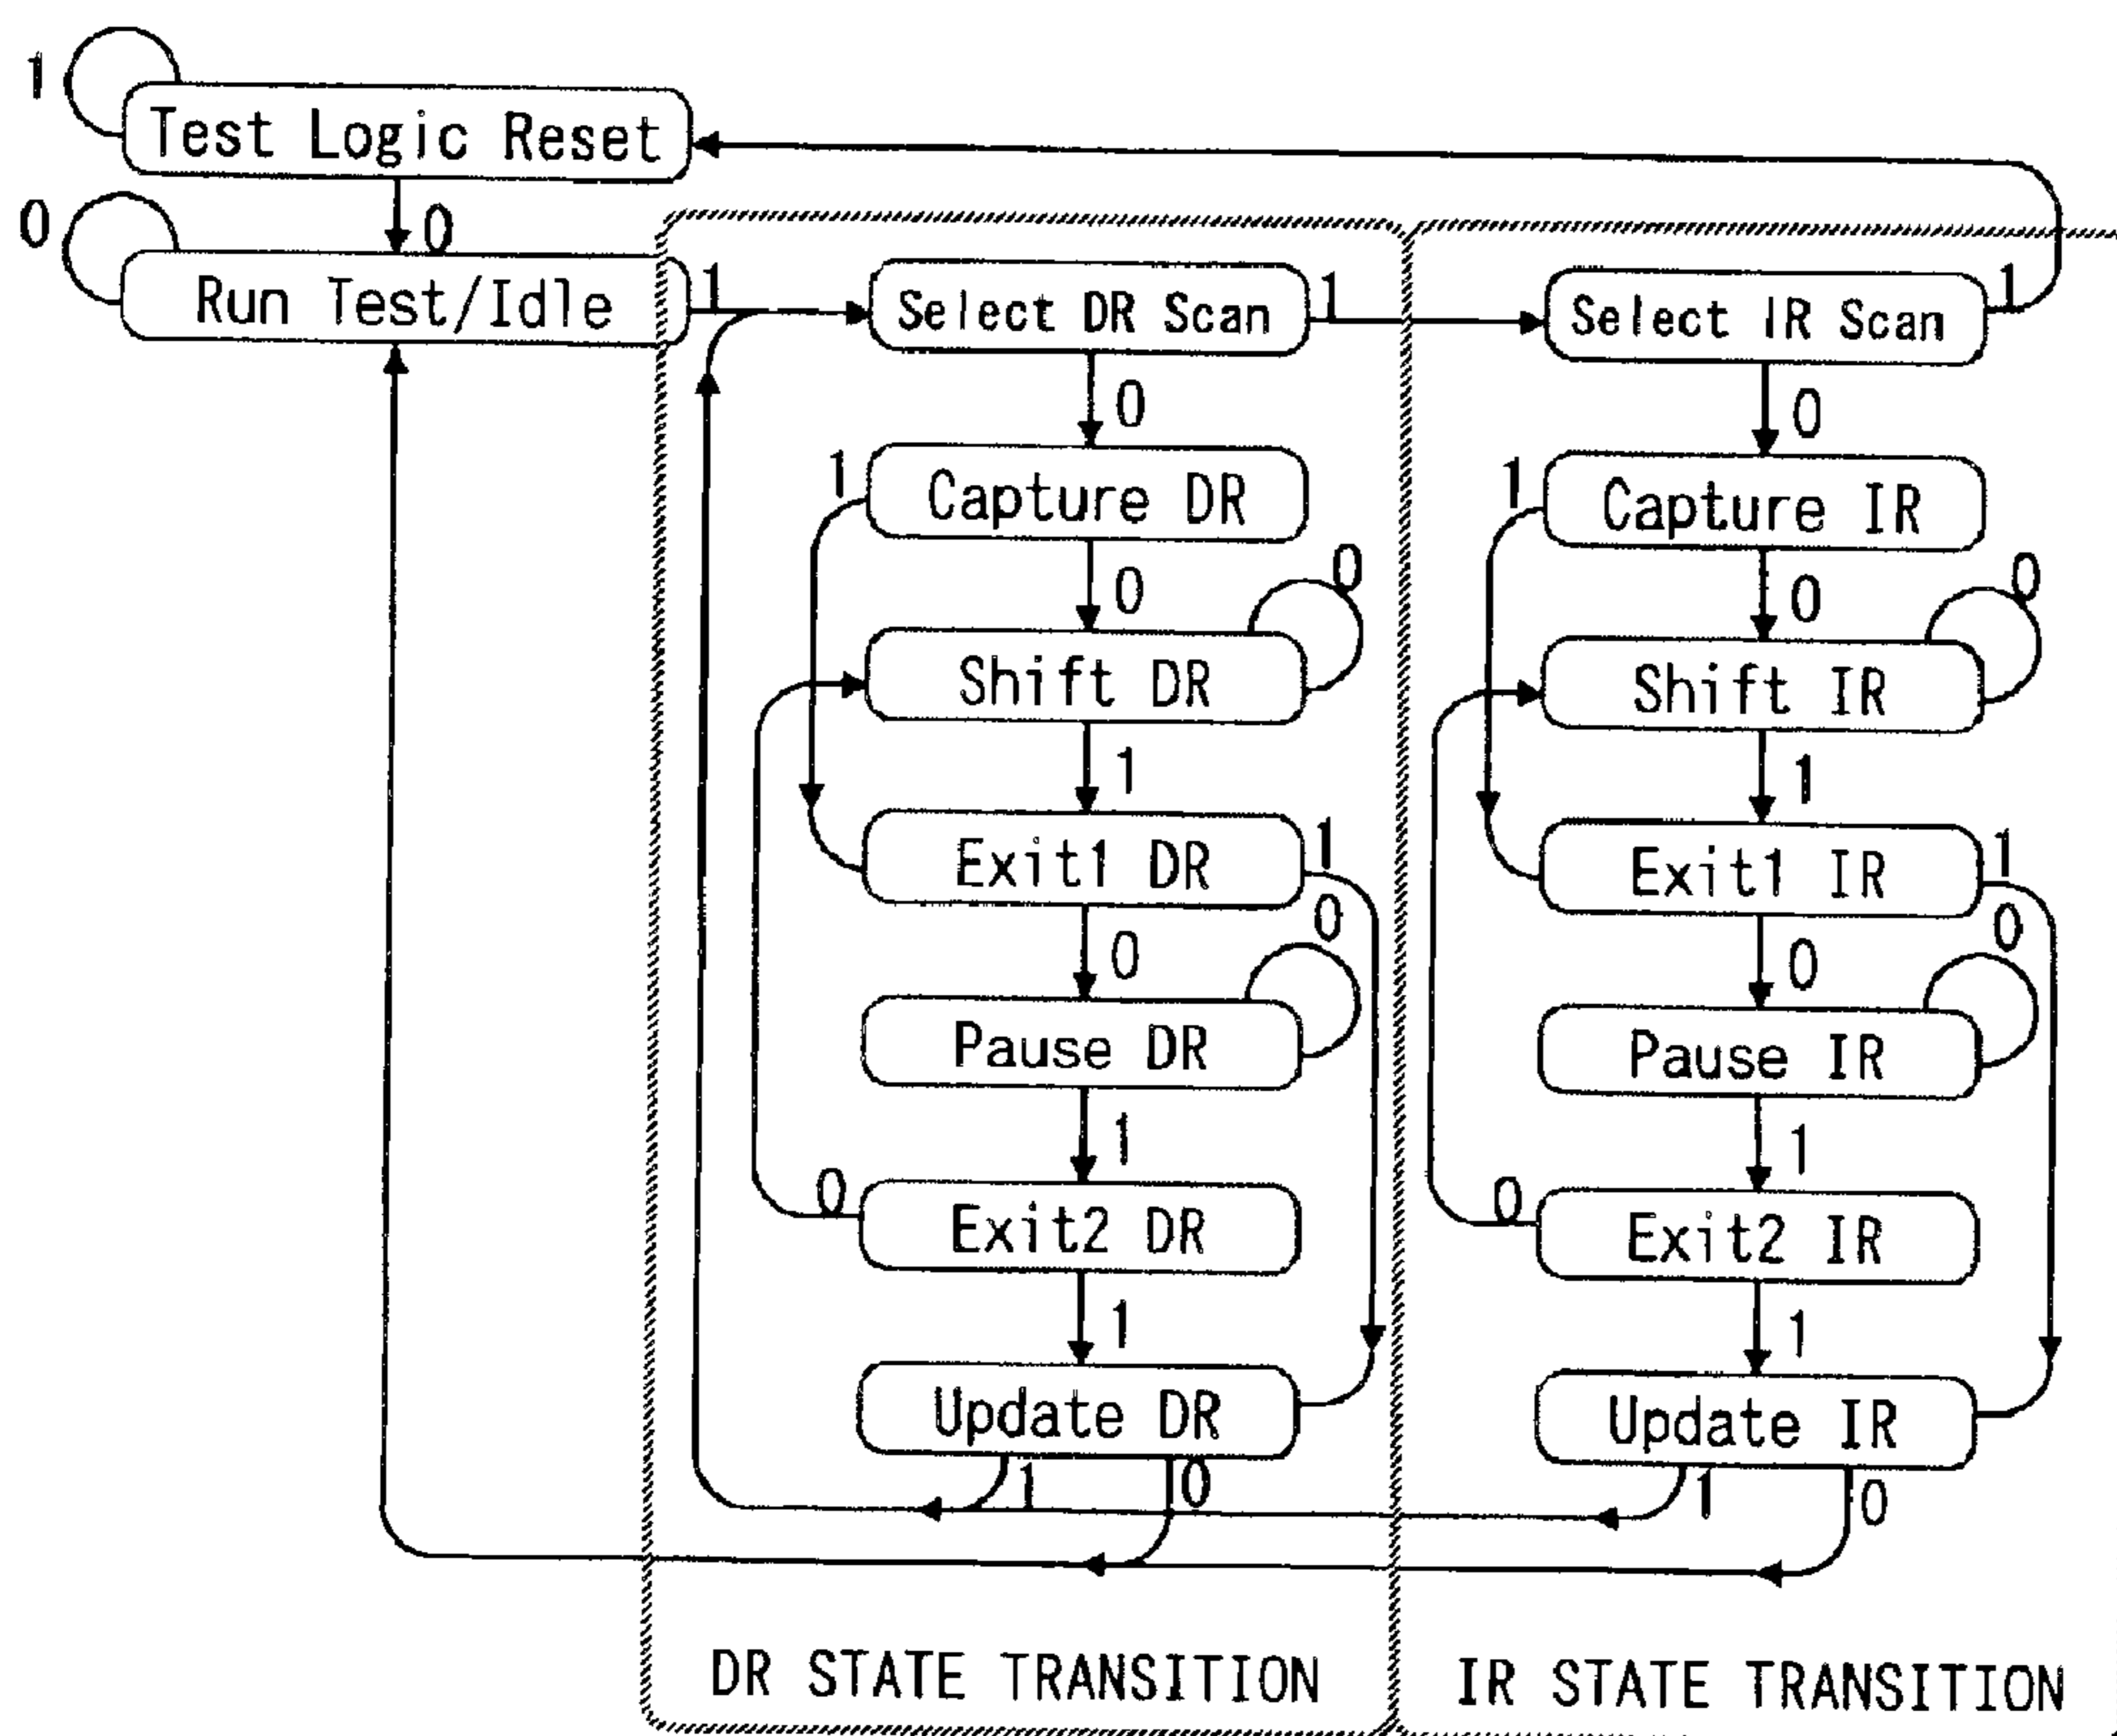 1
Test Logic Reset
0
0
Run Test/Idle
1
Select DR Scan
1
Select IR Scan
1
0
0
1
Capture DR
1
Capture IR
0
0
0
0
Shift DR
Shift IR
1
1
Exit1 DR
1
Exit1 IR
1
0
0
0
0
Pause DR
Pause IR
1
1
0
Exit2 DR
0
Exit2 IR
1
1
Update DR
Update IR
1
0
1
0
DR STATE TRANSITION
IR STATE TRANSITION